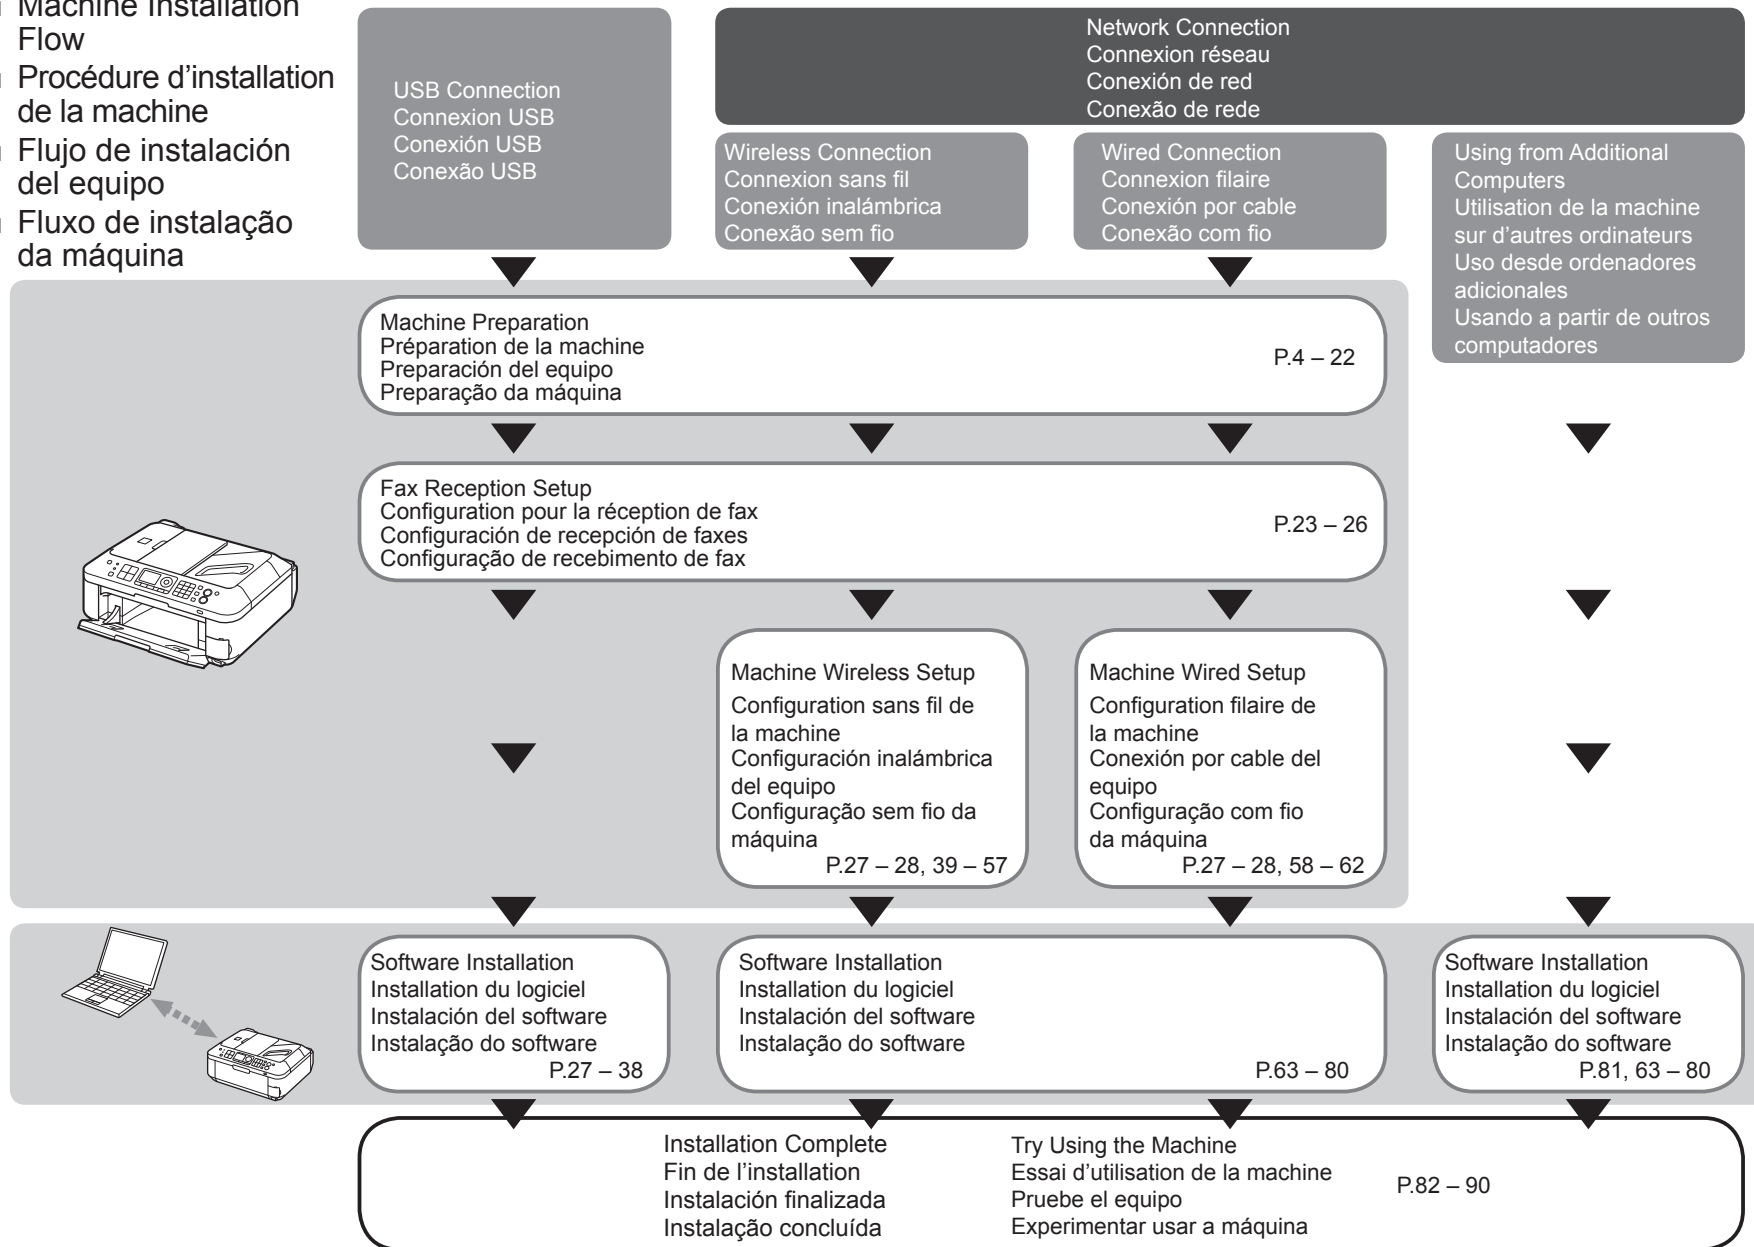 Machine Installation
Flow
Procédure d’installation
de la machine
Flujo de instalación
del equipo
Fluxo de instalação
da máquina
USB Connection
Connexion USB
Conexión USB
Conexão USB
Network Connection
Connexion réseau
Conexión de red
Conexão de rede
Wireless Connection
Connexion sans fil
Conexión inalámbrica
Conexão sem fio
Wired Connection
Connexion filaire
Conexión por cable
Conexão com fio
Using from Additional
Computers
Utilisation de la machine
sur d’autres ordinateurs
Uso desde ordenadores
adicionales
Usando a partir de outros
computadores
Machine Preparation
Préparation de la machine
Preparación del equipo
Preparação da máquina
P.4 – 22
Fax Reception Setup
Configuration pour la réception de fax
Configuración de recepción de faxes
Configuração de recebimento de fax
P.23 – 26
Machine Wireless Setup
Configuration sans fil de
la machine
Configuración inalámbrica
del equipo
Configuração sem fio da
máquina
P.27 – 28, 39 – 57
Machine Wired Setup
Configuration filaire de
la machine
Conexión por cable del
equipo
Configuração com fio
da máquina
P.27 – 28, 58 – 62
Software Installation
Installation du logiciel
Instalación del software
Instalação do software
P.27 – 38
Software Installation
Installation du logiciel
Instalación del software
Instalação do software
P.63 – 80
Software Installation
Installation du logiciel
Instalación del software
Instalação do software
P.81, 63 – 80
Installation Complete
Fin de l’installation
Instalación finalizada
Instalação concluída
Try Using the Machine
Essai d’utilisation de la machine
Pruebe el equipo
Experimentar usar a máquina
P.82 – 90